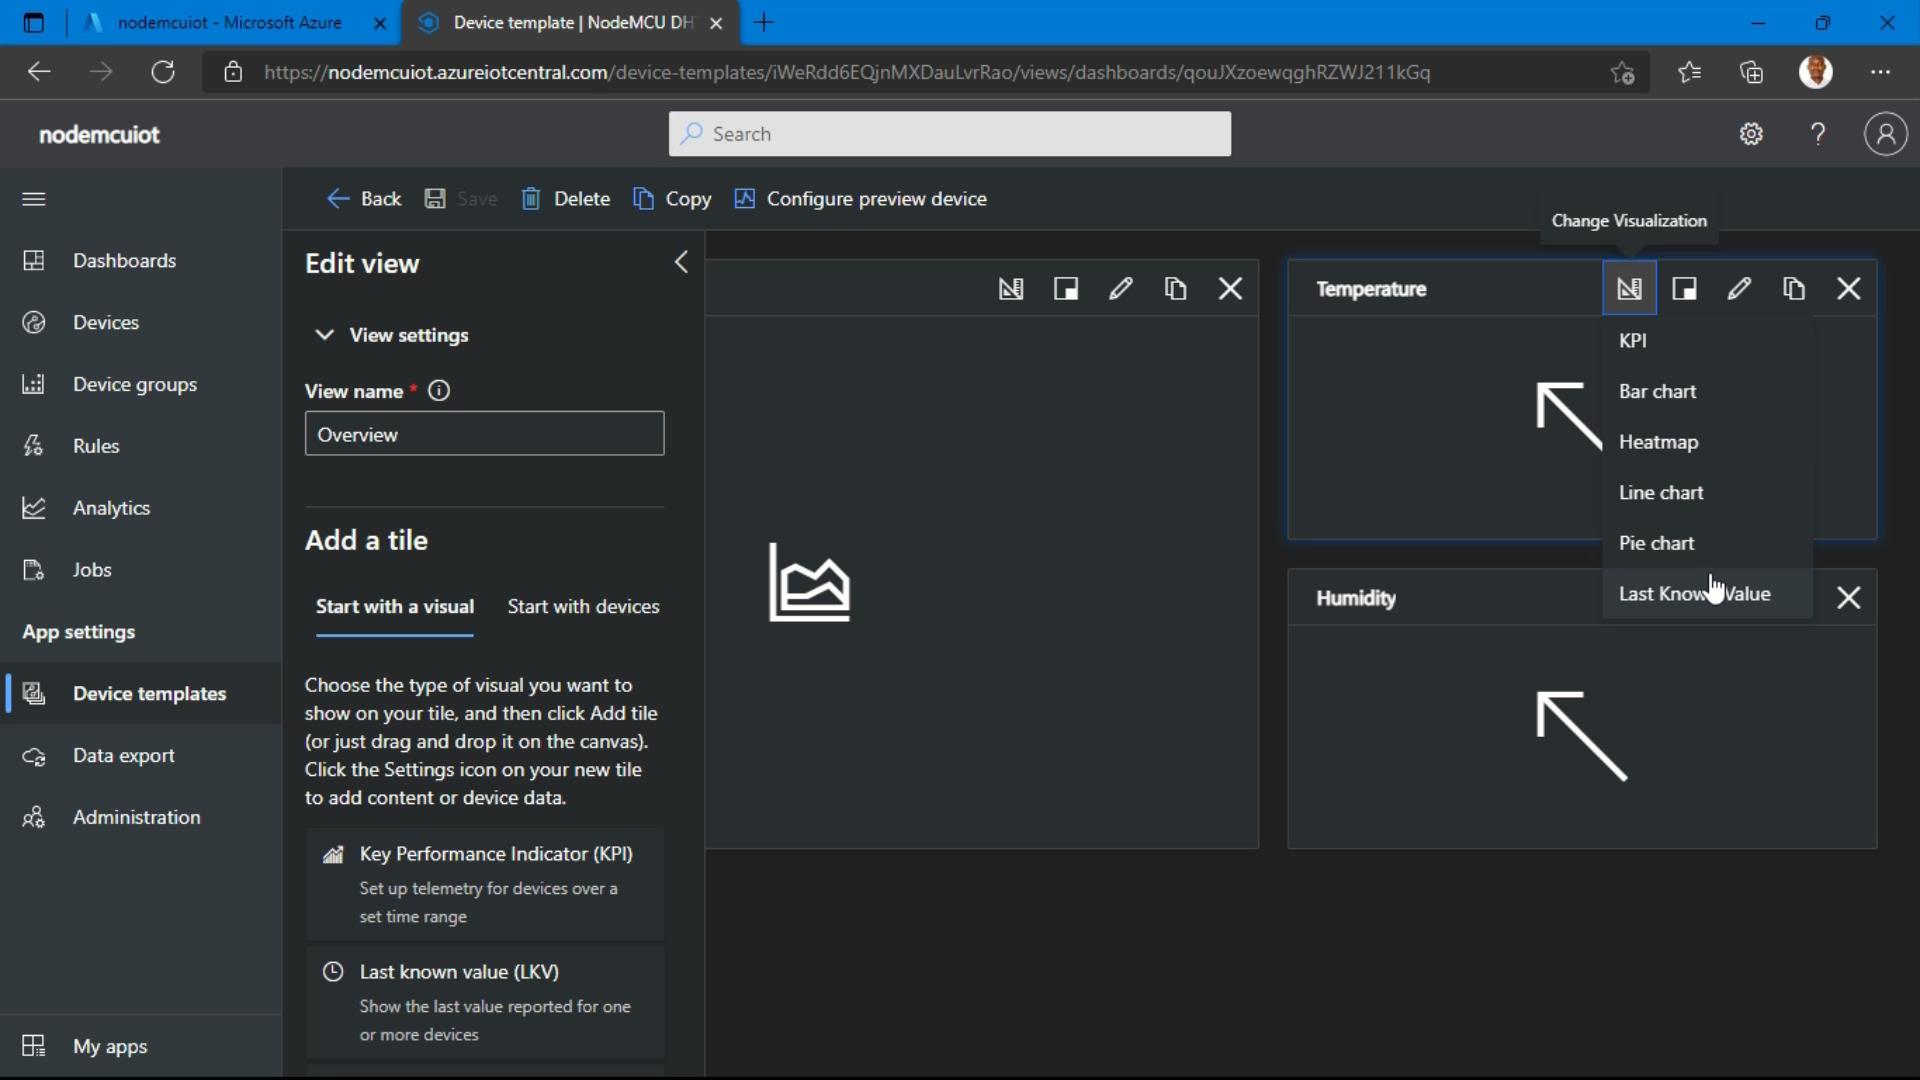 nodemcuiot - Microsoft Azure
Device template | NodeMCU DH
https://nodemcuiot.azureiotcentral.com/device-templates/iWeRdd6EQjnMXDauLvrRao/views/dashboards/qouJXzoewqghRZWJ211kGq
nodemcuiot
Search
Back
Save
Delete
Copy
Configure preview device
Change Visualization
Dashboards
Devices
Device groups
Rules
Analytics
Jobs
App settings
Device templates
Data export
Administration
My apps
Edit view
View settings
View name *
Overview
Add a tile
Start with a visual
Start with devices
Choose the type of visual you want to
show on your tile, and then click Add tile
(or just drag and drop it on the canvas).
Click the Settings icon on your new tile
to add content or device data.
Key Performance Indicator (KPI)
Set up telemetry for devices over a
set time range
Last known value (LKV)
Show the last value reported for one
or more devices
Temperature
KPI
Bar chart
Heatmap
Line chart
Pie chart
Last Known Value
Humidity